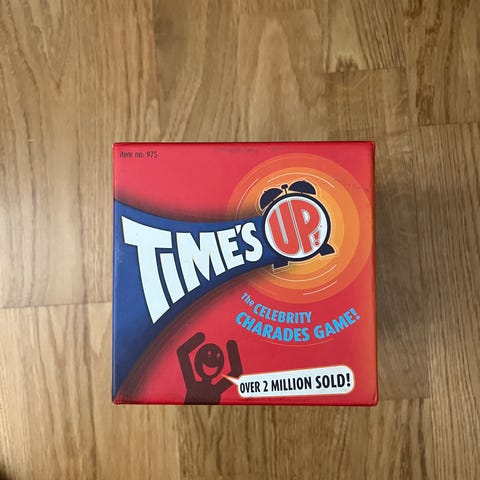 item no: 975
TIME'S UP!
The CELEBRITY
CHARADES GAME!
OVER 2 MILLION SOLD!